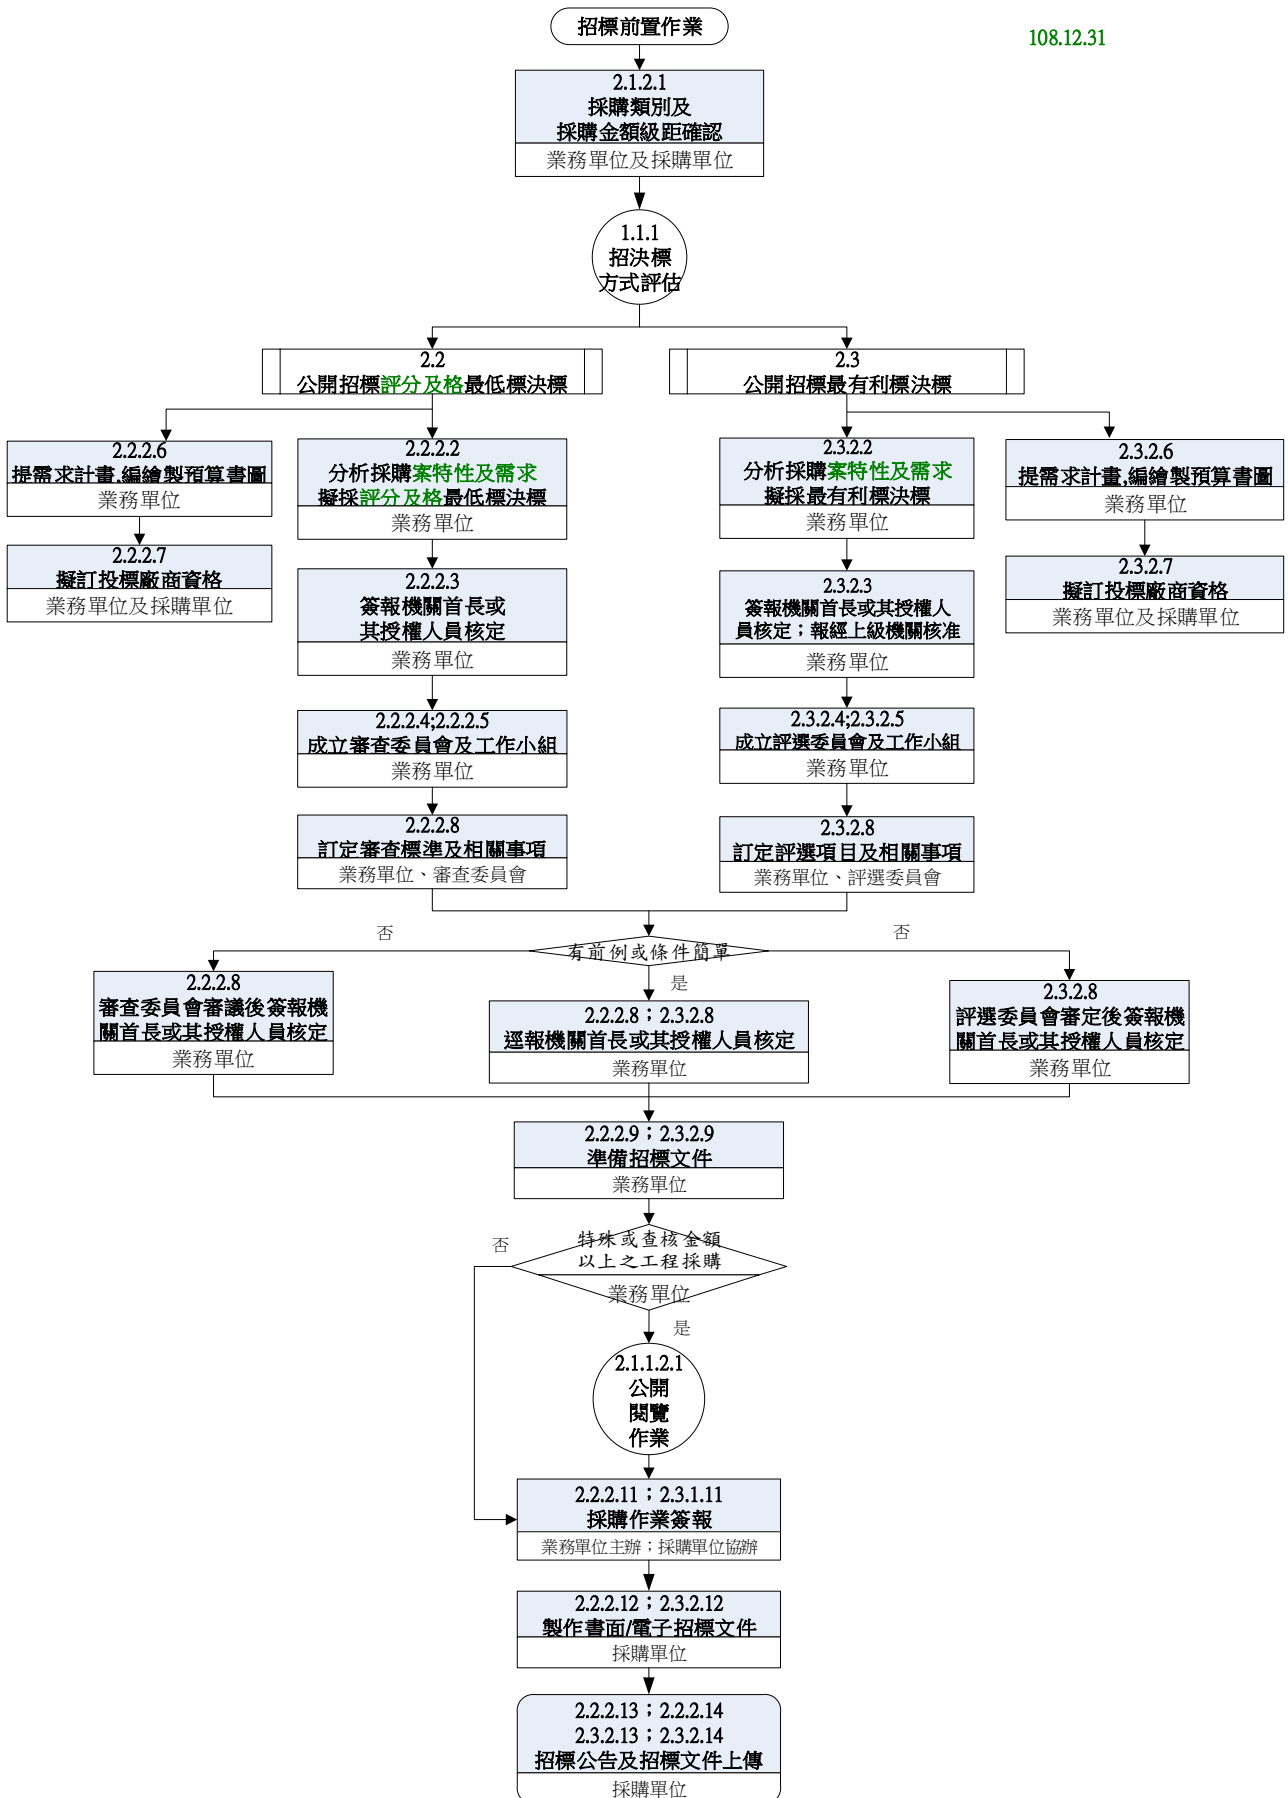 招標前置作業
108.12.31
2.1.2.1
採購類別及
採購金額級距確認
業務單位及採購單位
1.1.1
招決標
方式評估
2.2
公開招標評分及格最低標決標
2.3
公開招標最有利標決標
2.2.2.6
提需求計畫,編繪製預算書圖
業務單位
2.2.2.2
分析採購案特性及需求
擬採評分及格最低標決標
業務單位
2.3.2.2
分析採購案特性及需求
擬採最有利標決標
業務單位
2.3.2.6
提需求計畫,編繪製預算書圖
業務單位
2.2.2.7
擬訂投標廠商資格
業務單位及採購單位
2.2.2.3
簽報機關首長或
其授權人員核定
業務單位
2.3.2.3
簽報機關首長或其授權人
員核定；報經上級機關核准
業務單位
2.3.2.7
擬訂投標廠商資格
業務單位及採購單位
2.2.2.4;2.2.2.5
成立審查委員會及工作小組
業務單位
2.3.2.4;2.3.2.5
成立評選委員會及工作小組
業務單位
2.2.2.8
訂定審查標準及相關事項
業務單位、審查委員會
2.3.2.8
訂定評選項目及相關事項
業務單位、評選委員會
否
有前例或條件簡單
否
是
2.2.2.8
審查委員會審議後簽報機
關首長或其授權人員核定
業務單位
2.2.2.8；2.3.2.8
逕報機關首長或其授權人員核定
業務單位
2.3.2.8
評選委員會審定後簽報機
關首長或其授權人員核定
業務單位
2.2.2.9；2.3.2.9
準備招標文件
業務單位
否
特殊或查核金額
以上之工程採購
業務單位
是
2.1.1.2.1
公開
閱覽
作業
2.2.2.11；2.3.1.11
採購作業簽報
業務單位主辦；採購單位協辦
2.2.2.12；2.3.2.12
製作書面/電子招標文件
採購單位
2.2.2.13；2.2.2.14
2.3.2.13；2.3.2.14
招標公告及招標文件上傳
採購單位